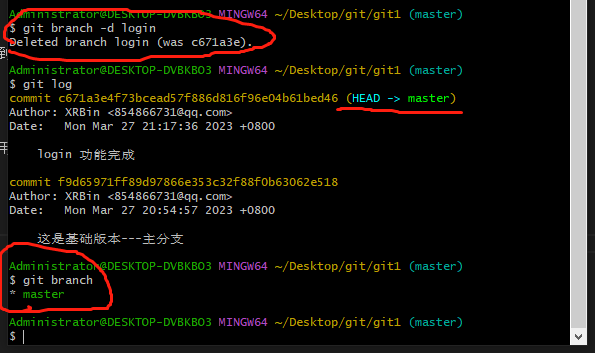 Administrator@DESKTOP-DVBKBO3 MINGW64 ~/Desktop/git/git1 (master)
$ git branch -d login
Deleted branch login (was c671a3e).
Administrator@DESKTOP-DVBKBO3 MINGW64 ~/Desktop/git/git1 (master)
$ git log
commit c671a3e4f73bcead57f886d816f96e04b61bed46 (HEAD -> master)
Author: XRBin <854866731@qq.com>
Date:   Mon Mar 27 21:17:36 2023 +0800
login 功能完成
commit f9d65971ff89d97866e353c32f88f0b63062e518
Author: XRBin <854866731@qq.com>
Date:   Mon Mar 27 20:54:57 2023 +0800
这是基础版本---主分支
Administrator@DESKTOP-DVBKBO3 MINGW64 ~/Desktop/git/git1 (master)
$ git branch
* master
Administrator@DESKTOP-DVBKBO3 MINGW64 ~/Desktop/git/git1 (master)
$